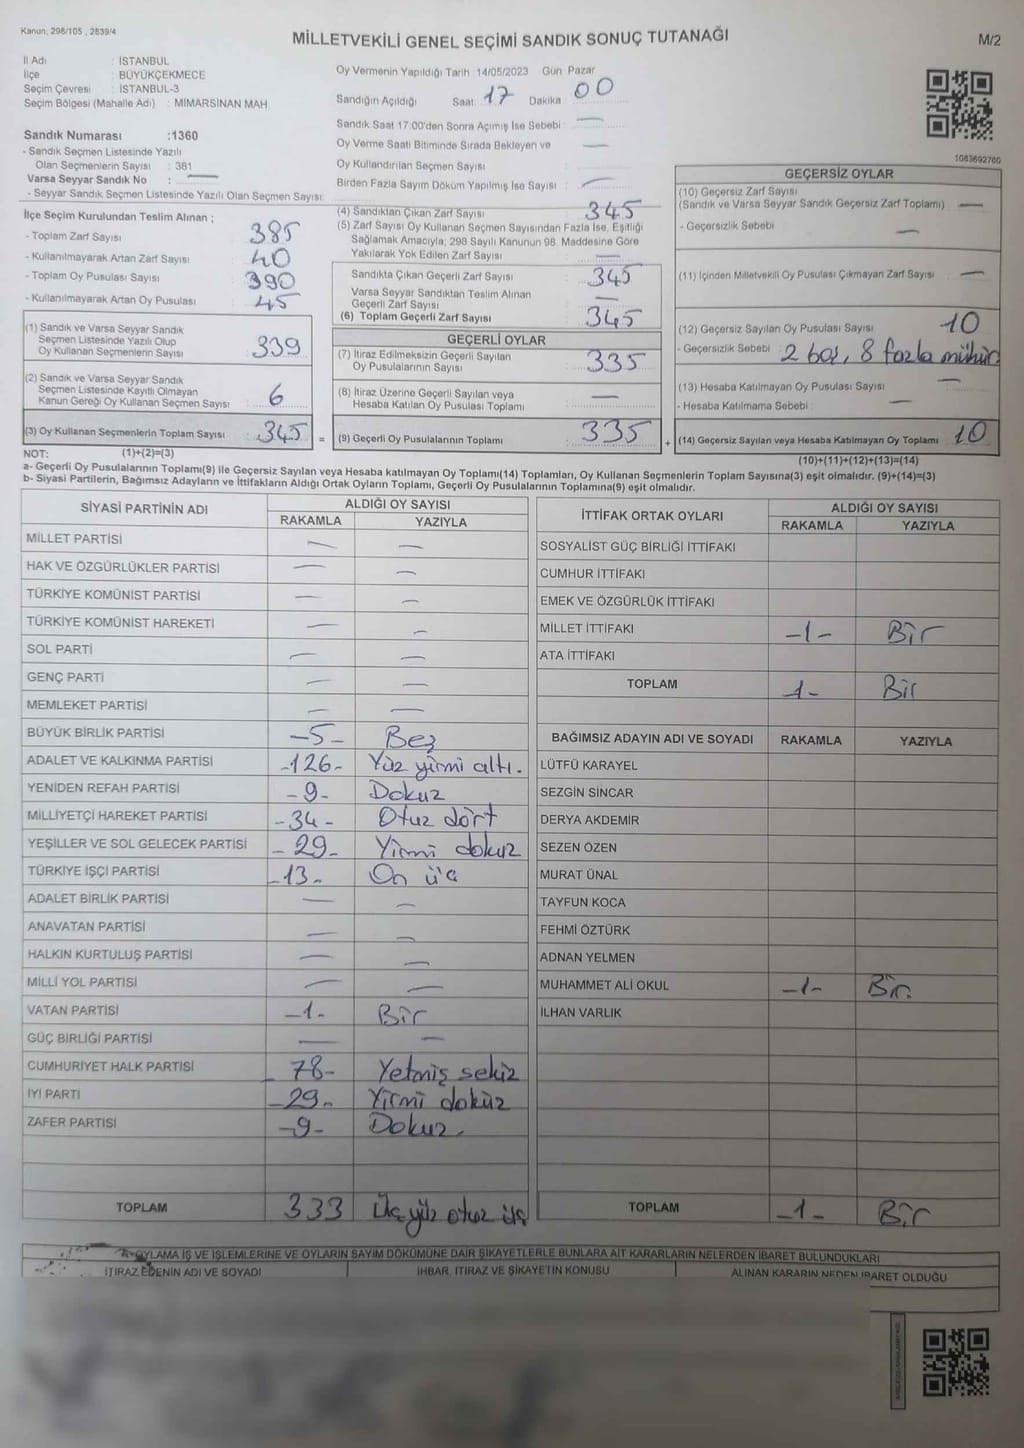 Kanun, 298/105 , 2839/4
MİLLETVEKİLİ GENEL SEÇİMİ SANDIK SONUÇ TUTANAĞI
M/2
İl Adı : İSTANBUL
İlçe : BÜYÜKÇEKMECE
Seçim Çevresi : İSTANBUL-3
Seçim Bölgesi (Mahalle Adı) : MİMARSİNAN MAH.
Oy Vermenin Yapıldığı Tarih :14/05/2023 Gün Pazar
Sandığın Açıldığı Saat: 17 Dakika 00
Sandık Saat 17:00'den Sonra Açımış İse Sebebi : —
Oy Verme Saati Bitiminde Sırada Bekleyen ve —
Oy Kullandırılan Seçmen Sayısı
Birden Fazla Sayım Döküm Yapılmış İse Sayısı : —
Sandık Numarası :1360
- Sandık Seçmen Listesinde Yazılı
Olan Seçmenlerin Sayısı : 381
Varsa Seyyar Sandık No : —
- Seyyar Sandık Seçmen Listesinde Yazılı Olan Seçmen Sayısı:
1063692760
İlçe Seçim Kurulundan Teslim Alınan ;
- Toplam Zarf Sayısı 385
- Kullanılmayarak Artan Zarf Sayısı 40
- Toplam Oy Pusulası Sayısı 390
- Kullanılmayarak Artan Oy Pusulası 45
(1) Sandık ve Varsa Seyyar Sandık
Seçmen Listesinde Yazılı Olup
Oy Kullanan Seçmenlerin Sayısı 339
(2) Sandık ve Varsa Seyyar Sandık
Seçmen Listesinde Kayıtlı Olmayan
Kanun Gereği Oy Kullanan Seçmen Sayısı 6
(3) Oy Kullanan Seçmenlerin Toplam Sayısı : 345 =
(1)+(2)=(3)
(4) Sandıktan Çıkan Zarf Sayısı 345
(5) Zarf Sayısı Oy Kullanan Seçmen Sayısından Fazla İse, Eşitliği
Sağlamak Amacıyla; 298 Sayılı Kanunun 98. Maddesine Göre
Yakılarak Yok Edilen Zarf Sayısı —
Sandıkta Çıkan Geçerli Zarf Sayısı 345
Varsa Seyyar Sandıktan Teslim Alınan
Geçerli Zarf Sayısı —
(6) Toplam Geçerli Zarf Sayısı 345
GEÇERLİ OYLAR
(7) İtiraz Edilmeksizin Geçerli Sayılan
Oy Pusulalarının Sayısı 335
(8) İtiraz Üzerine Geçerli Sayılan veya
Hesaba Katılan Oy Pusulası Toplamı —
(9) Geçerli Oy Pusulalarının Toplamı : 335 +
GEÇERSİZ OYLAR
(10) Geçersiz Zarf Sayısı
(Sandık ve Varsa Seyyar Sandık Geçersiz Zarf Toplamı) —
- Geçersizlik Sebebi —
(11) İçinden Milletvekili Oy Pusulası Çıkmayan Zarf Sayısı —
(12) Geçersiz Sayılan Oy Pusulası Sayısı 10
- Geçersizlik Sebebi : 2 boş, 8 fazla mühür
(13) Hesaba Katılmayan Oy Pusulası Sayısı —
- Hesaba Katılmama Sebebi : —
(14) Geçersiz Sayılan veya Hesaba Katılmayan Oy Toplamı 10
(10)+(11)+(12)+(13)=(14)
NOT:
a- Geçerli Oy Pusulalarının Toplamı(9) ile Geçersiz Sayılan veya Hesaba katılmayan Oy Toplamı(14) Toplamları, Oy Kullanan Seçmenlerin Toplam Sayısına(3) eşit olmalıdır. (9)+(14)=(3)
b- Siyasi Partilerin, Bağımsız Adayların ve İttifakların Aldığı Oyların Toplamı, Geçerli Oy Pusulalarının Toplamına(9) eşit olmalıdır.
SİYASİ PARTİNİN ADI ALDIĞI OY SAYISI
RAKAMLA YAZIYLA
MİLLET PARTİSİ — —
HAK VE ÖZGÜRLÜKLER PARTİSİ — —
TÜRKİYE KOMÜNİST PARTİSİ — —
TÜRKİYE KOMÜNİST HAREKETİ — —
SOL PARTİ — —
GENÇ PARTİ — —
MEMLEKET PARTİSİ — —
BÜYÜK BİRLİK PARTİSİ -5- Beş
ADALET VE KALKINMA PARTİSİ -126- Yüz yirmi altı.
YENİDEN REFAH PARTİSİ -9- Dokuz
MİLLİYETÇİ HAREKET PARTİSİ -34- Otuz dört
YEŞİLLER VE SOL GELECEK PARTİSİ -29- Yirmi dokuz
TÜRKİYE İŞÇİ PARTİSİ -13- On üç
ADALET BİRLİK PARTİSİ — —
ANAVATAN PARTİSİ — —
HALKIN KURTULUŞ PARTİSİ — —
MİLLİ YOL PARTİSİ — —
VATAN PARTİSİ -1- Bir
GÜÇ BİRLİĞİ PARTİSİ — —
CUMHURİYET HALK PARTİSİ 78- Yetmiş sekiz
İYİ PARTİ -29- Yirmi dokuz
ZAFER PARTİSİ -9- Dokuz
TOPLAM 333 Üç yüz otuz üç
İTTİFAK ORTAK OYLARI ALDIĞI OY SAYISI
RAKAMLA YAZIYLA
SOSYALİST GÜÇ BİRLİĞİ İTTİFAKI
CUMHUR İTTİFAKI
EMEK VE ÖZGÜRLÜK İTTİFAKI
MİLLET İTTİFAKI -1- Bir
ATA İTTİFAKI
TOPLAM 1- Bir
BAĞIMSIZ ADAYIN ADI VE SOYADI RAKAMLA YAZIYLA
LÜTFÜ KARAYEL
SEZGİN SİNCAR
DERYA AKDEMİR
SEZEN ÖZEN
MURAT ÜNAL
TAYFUN KOCA
FEHMİ ÖZTÜRK
ADNAN YELMEN
MUHAMMET ALİ OKUL -1- Bir.
İLHAN VARLIK
TOPLAM -1- Bir
OYLAMA İŞ VE İŞLEMLERİNE VE OYLARIN SAYIM DÖKÜMÜNE DAİR ŞİKAYETLERLE BUNLARA AİT KARARLARIN NELERDEN İBARET BULUNDUKLARI
İTİRAZ EDENİN ADI VE SOYADI İHBAR, İTİRAZ VE ŞİKAYETİN KONUSU ALINAN KARARIN NEDEN İBARET OLDUĞU